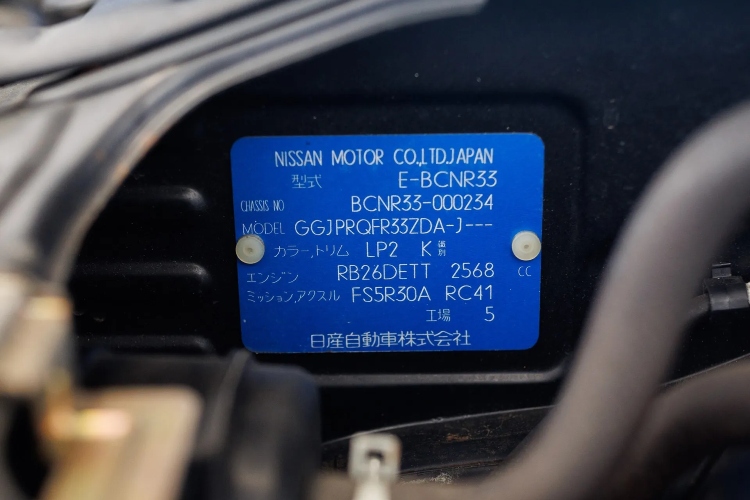 NISSAN MOTOR CO.,LTD.JAPAN
型式 E-BCNR33
CHASSIS NO BCNR33-000234
MODEL GGJPRQFR33ZDA-J---
カラー,トリム LP2 K 識別
エンジン RB26DETT 2568 CC
ミッション,アクスル FS5R30A RC41
工場 5
日産自動車株式会社